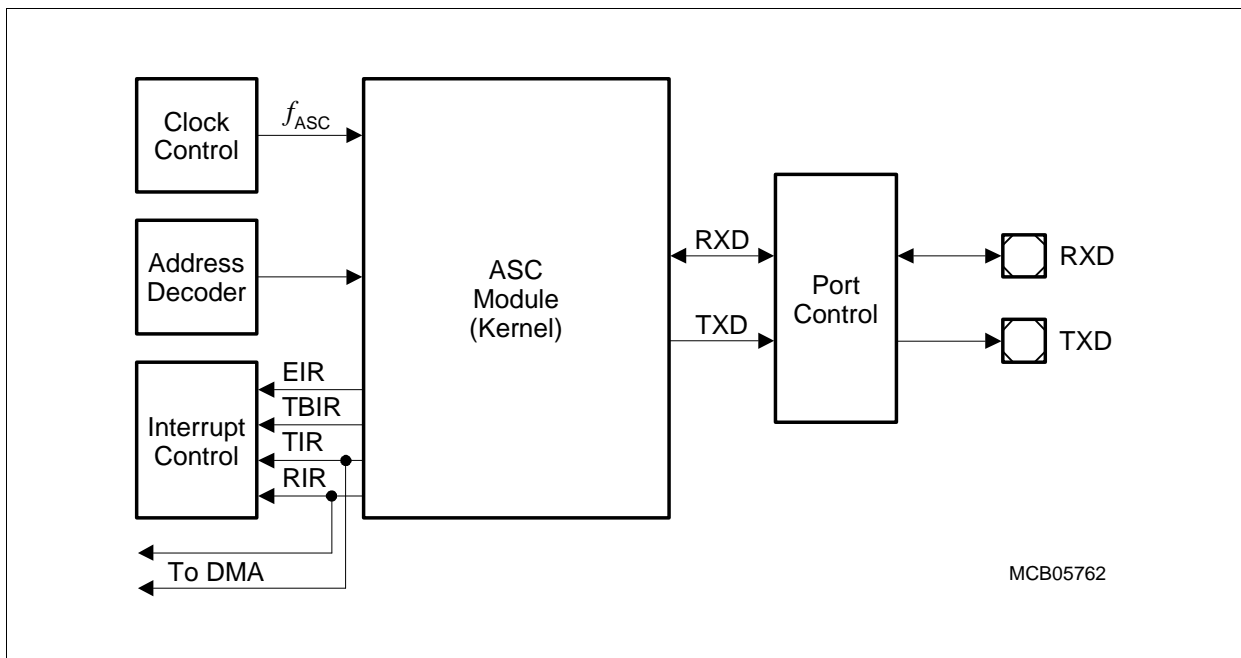 Clock
Control
fASC
Address
Decoder
Interrupt
Control
EIR
TBIR
TIR
RIR
To DMA
ASC
Module
(Kernel)
RXD
TXD
Port
Control
RXD
TXD
MCB05762